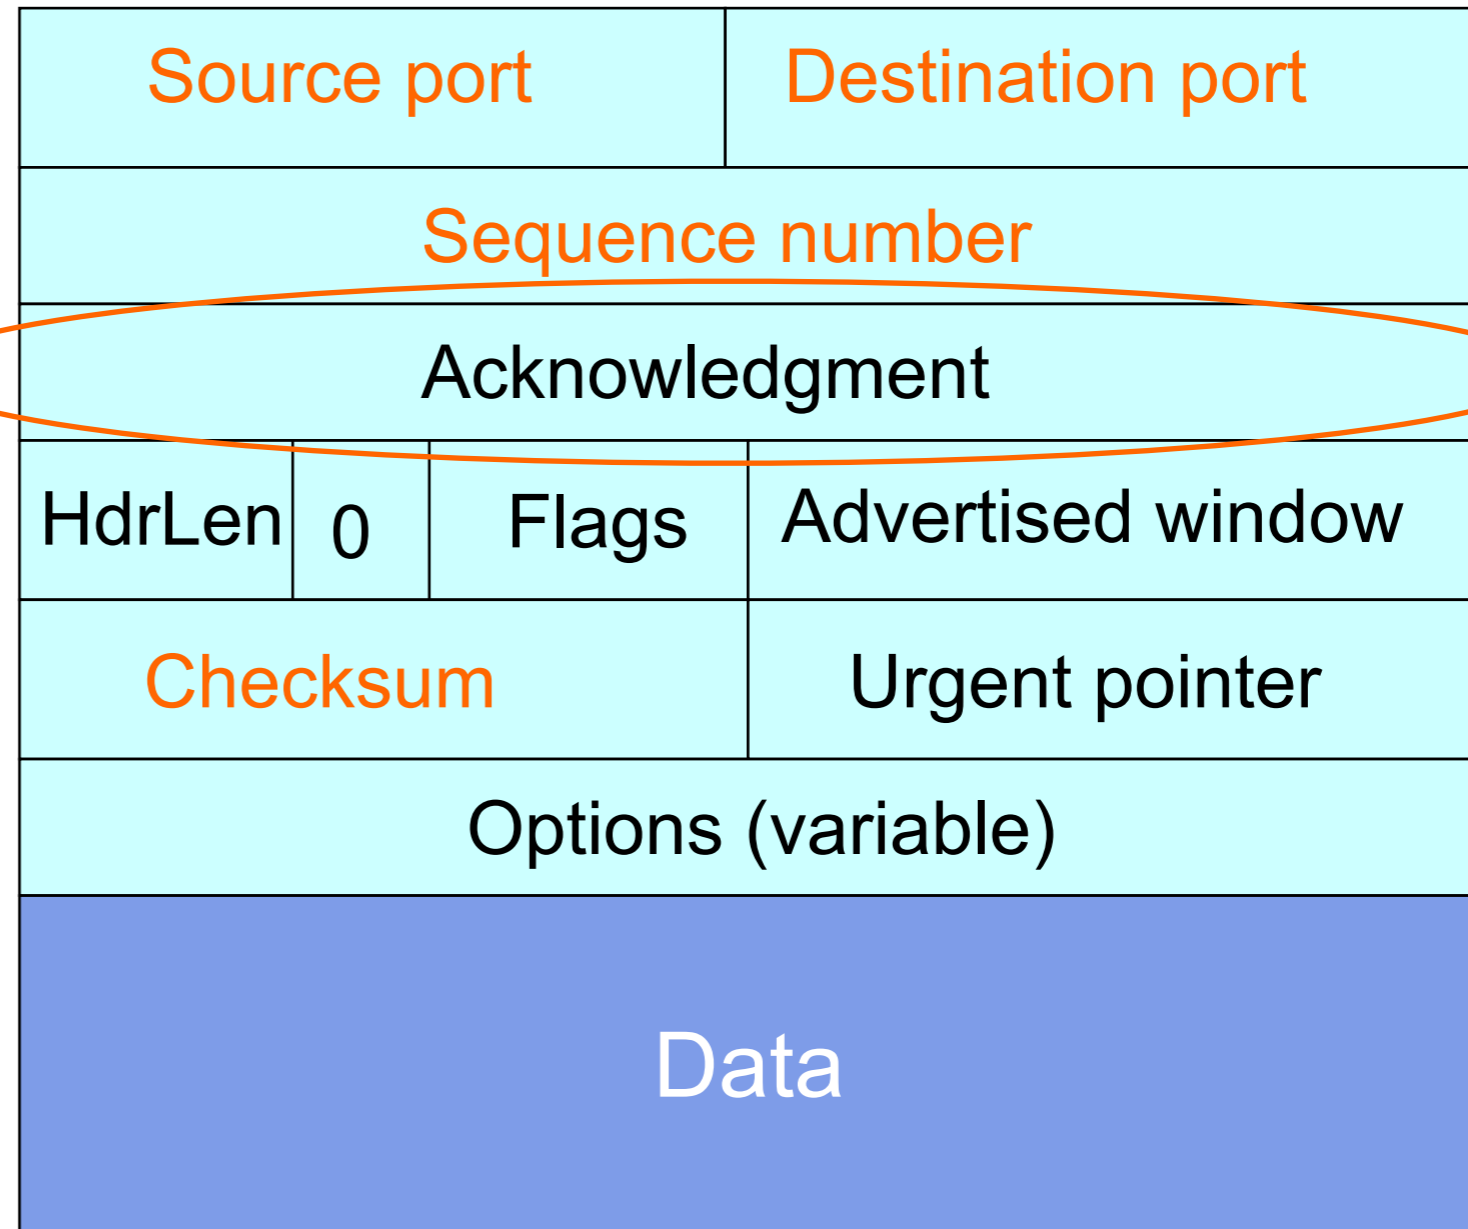 Source port Destination port
Sequence number
Acknowledgment
HdrLen 0 Flags Advertised window
Checksum Urgent pointer
Options (variable)
Data